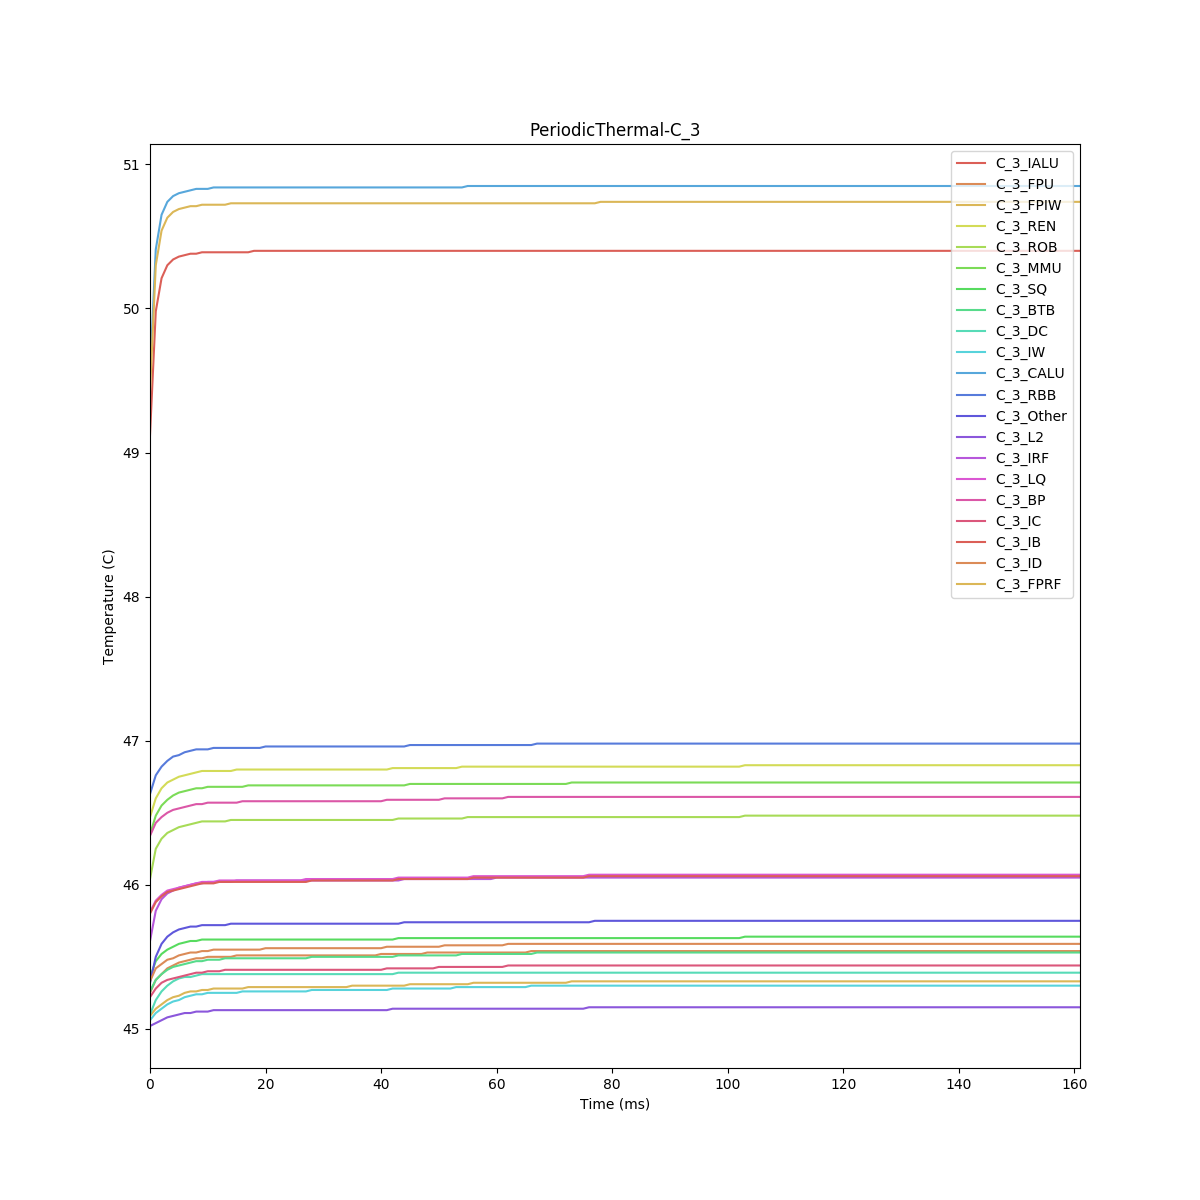 PeriodicThermal-C_3
51
50
49
48
47
46
45
Temperature (C)
C_3_IALU
C_3_FPU
C_3_FPIW
C_3_REN
C_3_ROB
C_3_MMU
C_3_SQ
C_3_BTB
C_3_DC
C_3_IW
C_3_CALU
C_3_RBB
C_3_Other
C_3_L2
C_3_IRF
C_3_LQ
C_3_BP
C_3_IC
C_3_IB
C_3_ID
C_3_FPRF
0 20 40 60 80 100 120 140 160
Time (ms)